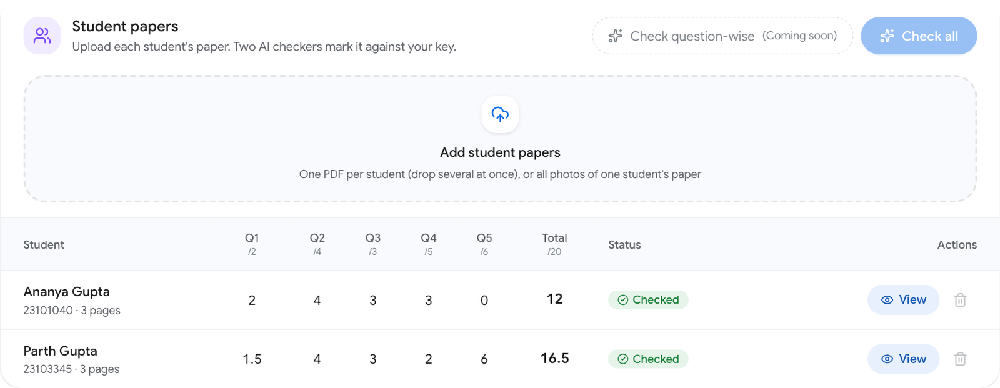 Student papers
Upload each student's paper. Two AI checkers mark it against your key.
Check question-wise (Coming soon)
Check all
Add student papers
One PDF per student (drop several at once), or all photos of one student's paper
Student Q1 /2 Q2 /4 Q3 /3 Q4 /5 Q5 /6 Total /20 Status Actions
Ananya Gupta
23101040 · 3 pages
2 4 3 3 0 12 Checked View
Parth Gupta
23103345 · 3 pages
1.5 4 3 2 6 16.5 Checked View